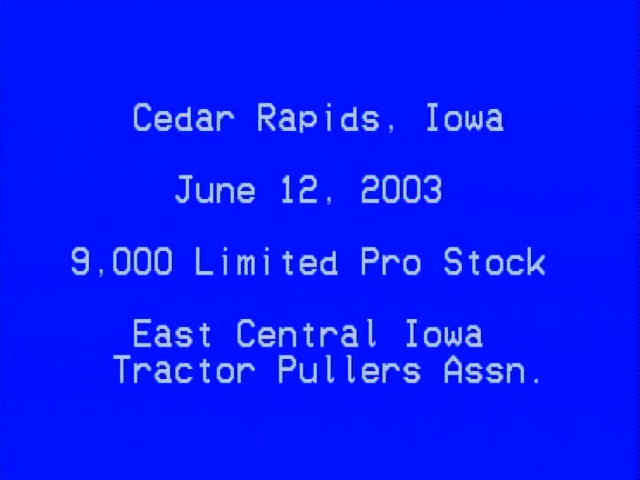 Cedar Rapids, Iowa
June 12, 2003
9,000 Limited Pro Stock
East Central Iowa
Tractor Pullers Assn.